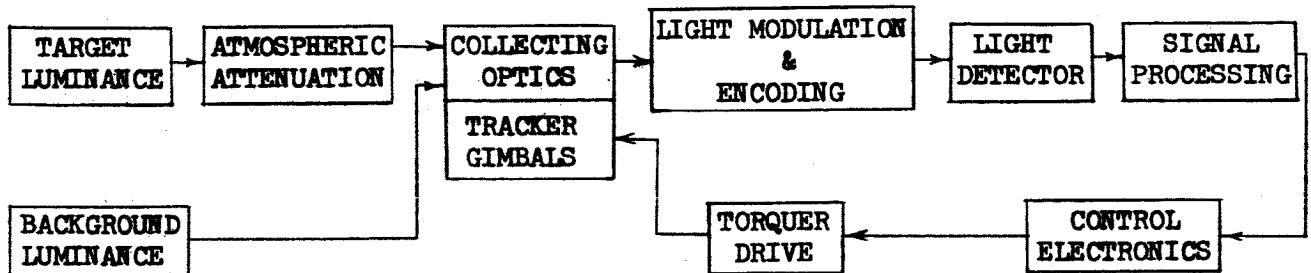 TARGET
LUMINANCE
ATMOSPHERIC
ATTENUATION
COLLECTING
OPTICS
TRACKER
GIMBALS
LIGHT MODULATION
&
ENCODING
LIGHT
DETECTOR
SIGNAL
PROCESSING
BACKGROUND
LUMINANCE
TORQUER
DRIVE
CONTROL
ELECTRONICS